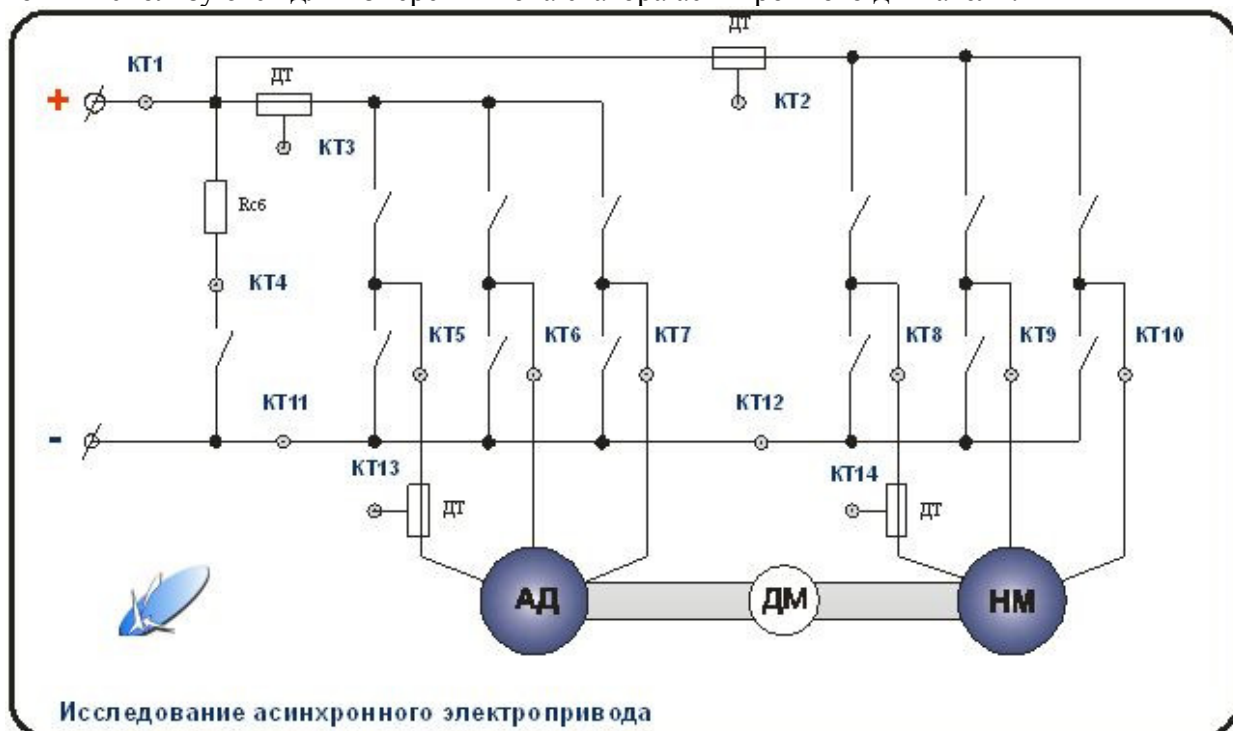 ДТ
КТ1
ДТ
+
КТ2
КТ3
Rсб
КТ4
КТ5
КТ6
КТ7
КТ8
КТ9
КТ10
КТ11
КТ12
-
КТ13
КТ14
ДТ
ДТ
АД
ДМ
НМ
Исследование асинхронного электропривода